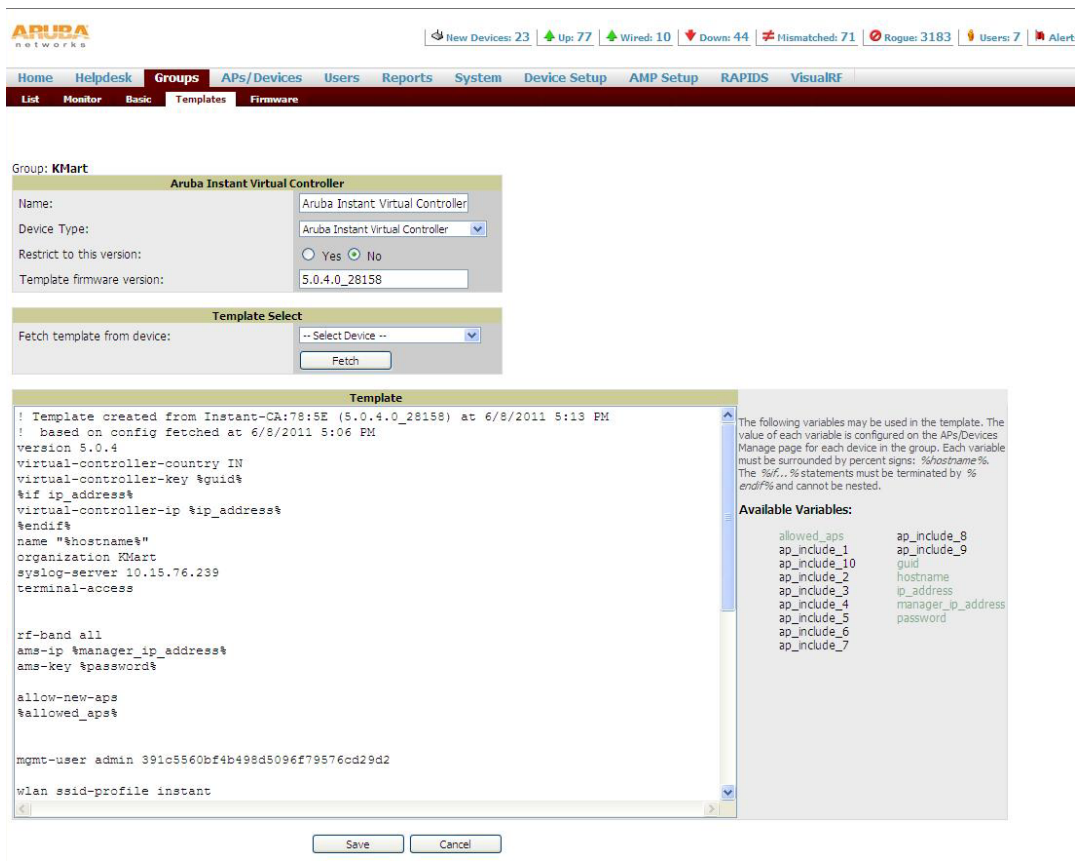 ARUBA
networks
New Devices: 23 Up: 77 Wired: 10 Down: 44 Mismatched: 71 Rogue: 3183 Users: 7 Alert
Home Helpdesk Groups APs/Devices Users Reports System Device Setup AMP Setup RAPIDS VisualRF
List Monitor Basic Templates Firmware
Group: KMart
Aruba Instant Virtual Controller
Name: Aruba Instant Virtual Controller
Device Type: Aruba Instant Virtual Controller
Restrict to this version: Yes No
Template firmware version: 5.0.4.0_28158
Template Select
Fetch template from device: -- Select Device --
Fetch
Template
! Template created from Instant-CA:78:5E (5.0.4.0_28158) at 6/8/2011 5:13 PM
! based on config fetched at 6/8/2011 5:06 PM
version 5.0.4
virtual-controller-country IN
virtual-controller-key %guid%
%if ip_address%
virtual-controller-ip %ip_address%
%endif%
name "%hostname%"
organization KMart
syslog-server 10.15.76.239
terminal-access
rf-band all
ams-ip %manager_ip_address%
ams-key %password%
allow-new-aps
%allowed_aps%
mgmt-user admin 391c5560bf4b498d5096f79576cd29d2
wlan ssid-profile instant
The following variables may be used in the template. The
value of each variable is configured on the APs/Devices
Manage page for each device in the group. Each variable
must be surrounded by percent signs: %hostname%.
The %if... % statements must be terminated by %
endif% and cannot be nested.
Available Variables:
allowed_aps
ap_include_1
ap_include_10
ap_include_2
ap_include_3
ap_include_4
ap_include_5
ap_include_6
ap_include_7
ap_include_8
ap_include_9
guid
hostname
ip_address
manager_ip_address
password
Save Cancel